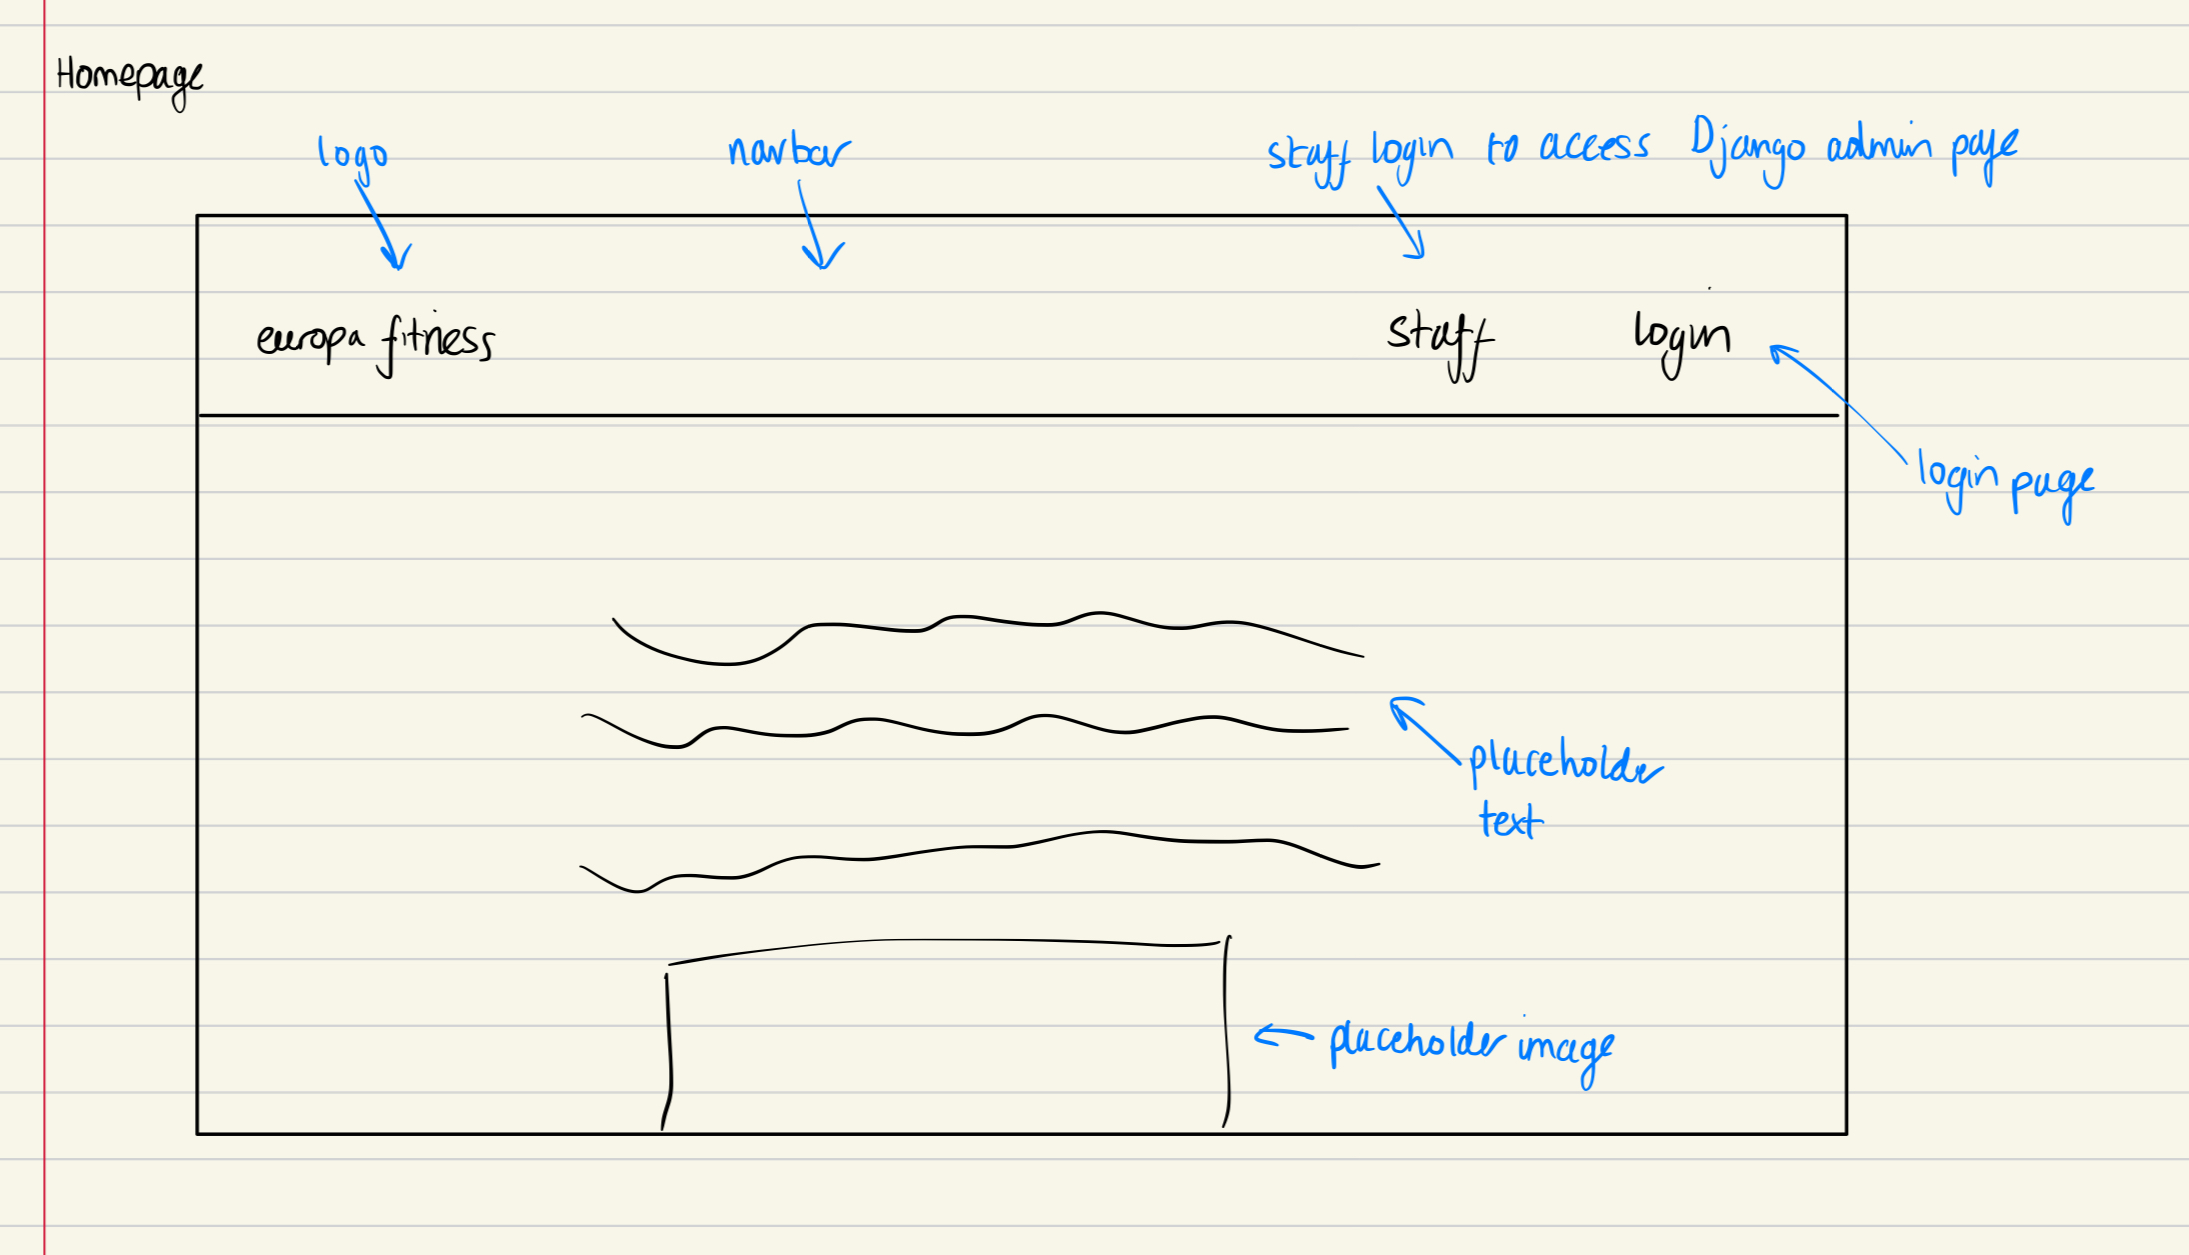 Homepage
logo
navbar
staff login to access Django admin page
europa fitness
staff
login
login page
placeholder
text
placeholder image